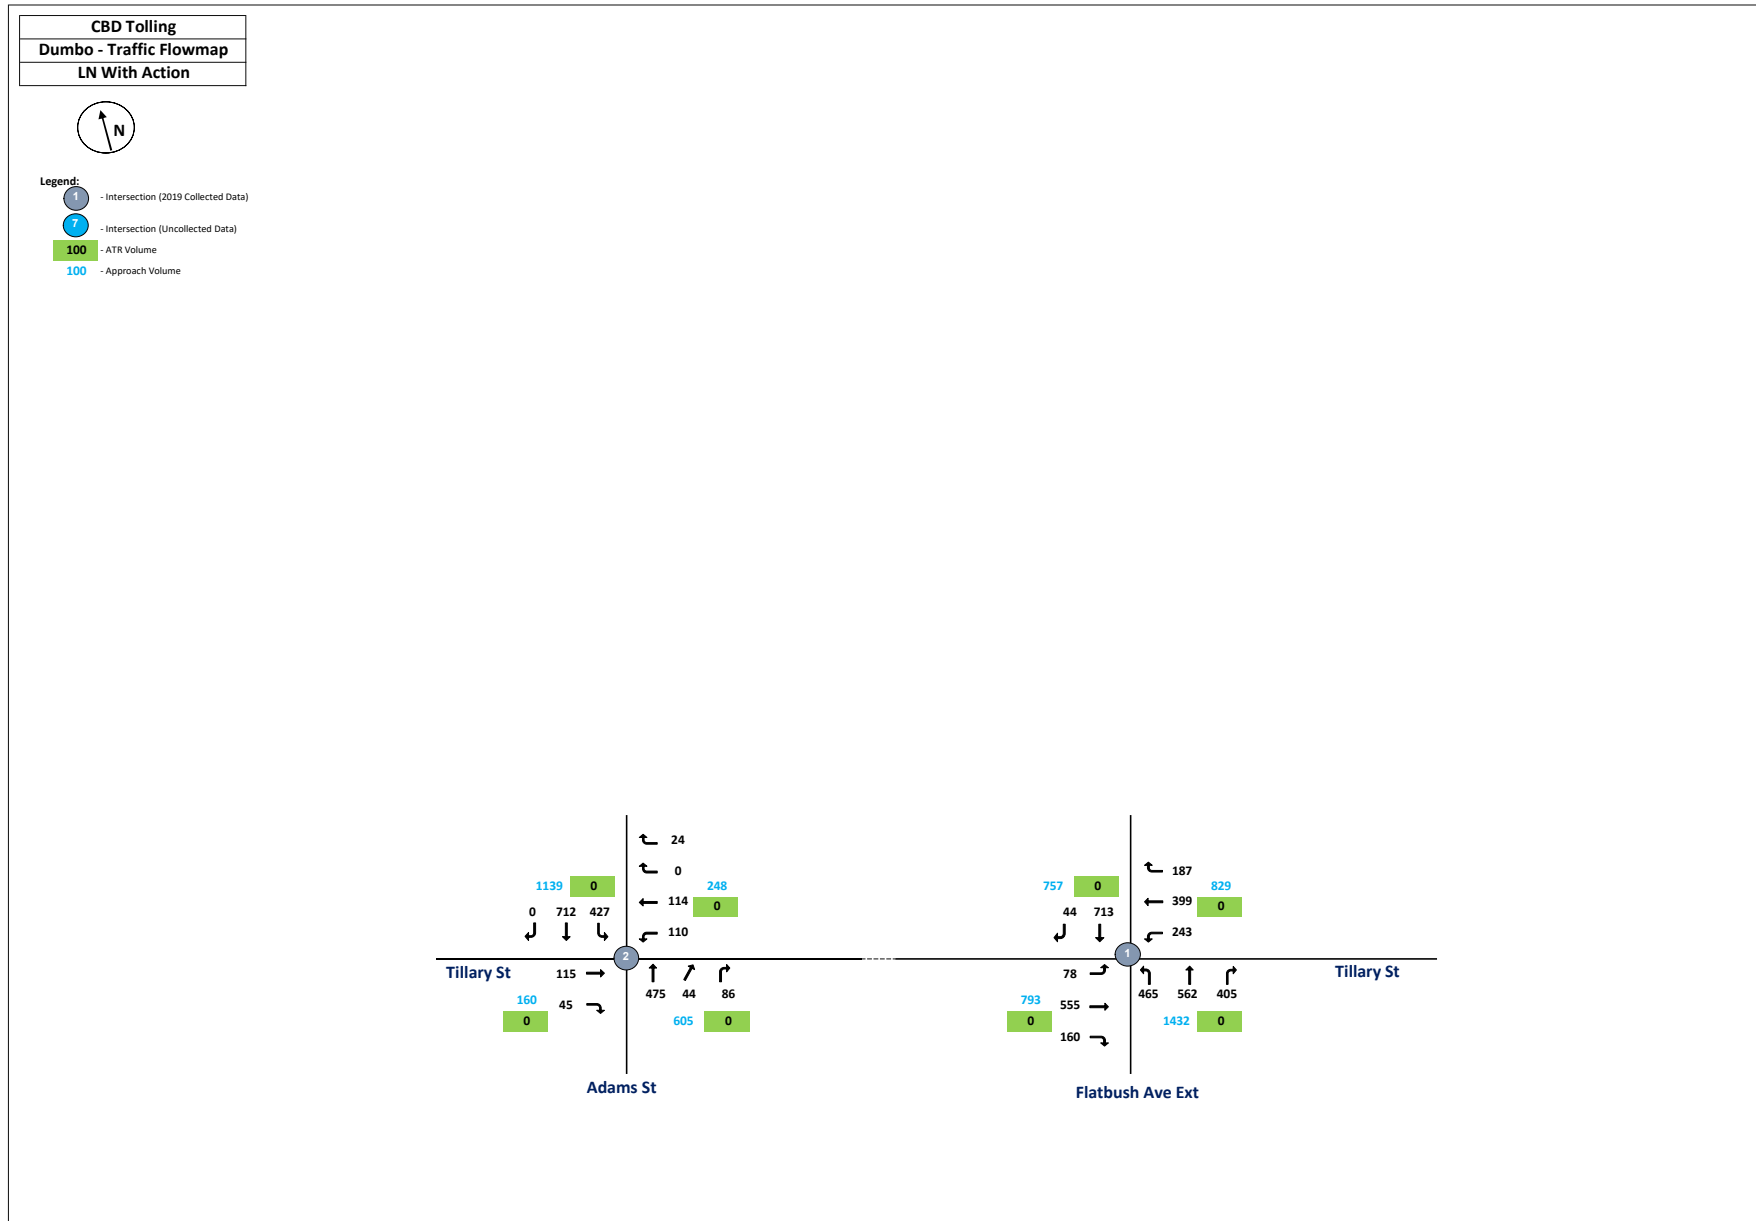 CBD Tolling
Dumbo - Traffic Flowmap
LN With Action
N
Legend:
1 - Intersection (2019 Collected Data)
7 - Intersection (Uncollected Data)
100 - ATR Volume
100 - Approach Volume
24
0
1139 0 248
114 0
0 712 427
110
2
Tillary St 115
475 44 86
160 45
0 605 0
Adams St
187
757 0 829
399 0
44 713
243
1
78 Tillary St
465 562 405
793 555
0 1432 0
160
Flatbush Ave Ext